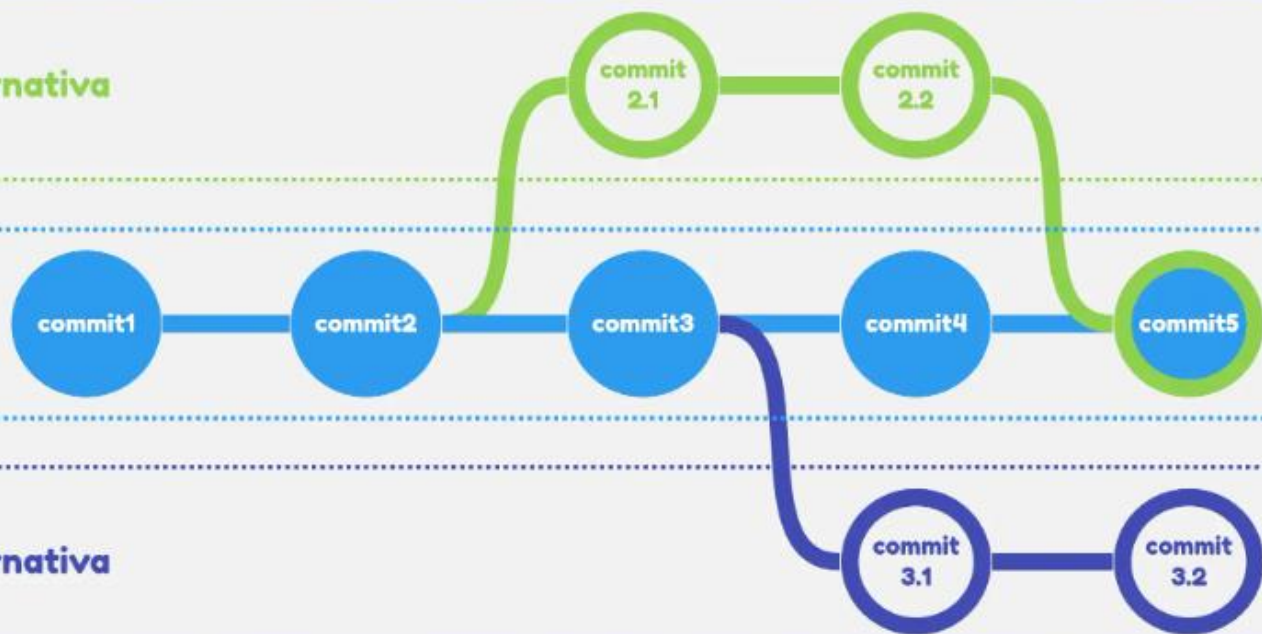 rnativa
commit
2.1
commit
2.2
commit1
commit2
commit3
commit4
commit5
rnativa
commit
3.1
commit
3.2